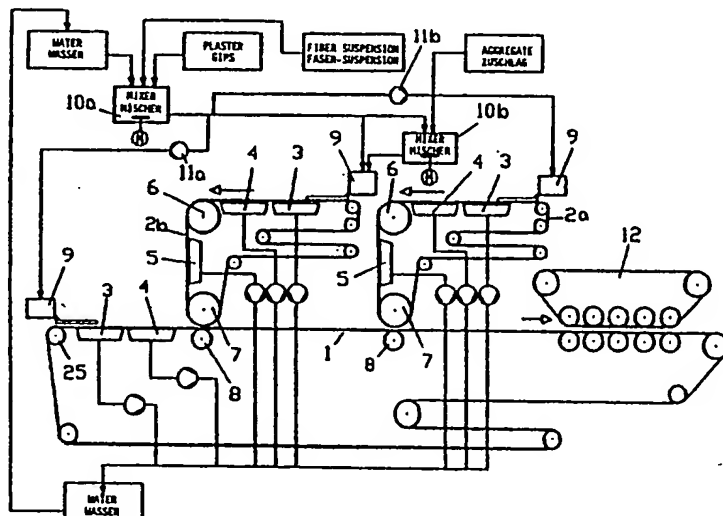 WATER
WASSER
PLASTER
GIPS
FIBER SUSPENSION
FASER-SUSPENSION
11b
AGGREGATE
ZUSCHLAG
10a
MIXER
MISCHER
M
10b
MIXER
MISCHER
M
11a
9
9
6
4
3
6
4
3
2b
2a
5
5
12
9
3
4
7
1
7
25
8
8
WATER
WASSER